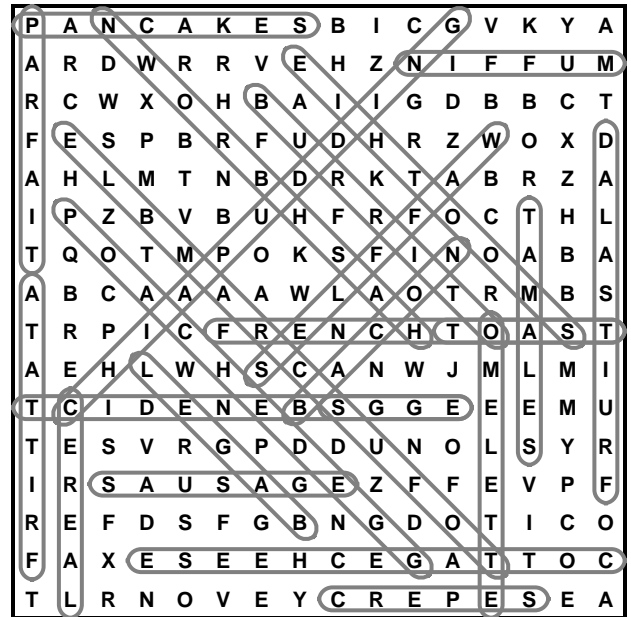 P A N C A K E S B I C G V K Y A
A R D W R R V E H Z N I F F U M
R C W X O H B A I I G D B B C T
F E S P B R F U D H R Z W O X D
A H L M T N B D R K T A B R Z A
I P Z B V B U H F R F O C T H L
T Q O T M P O K S F I N O A B A
A B C A A A A W L A O T R M B S
T R P I C F R E N C H T O A S T
A E H L W H S C A N W J M L M I
T C I D E N E B S G G E E E M U
T E S V R G P D D U N O L S Y R
I R S A U S A G E Z F F E V P F
R E F D S F G B N G D O T I C O
F A X E S E E H C E G A T T O C
T L R N O V E Y C R E P E S E A